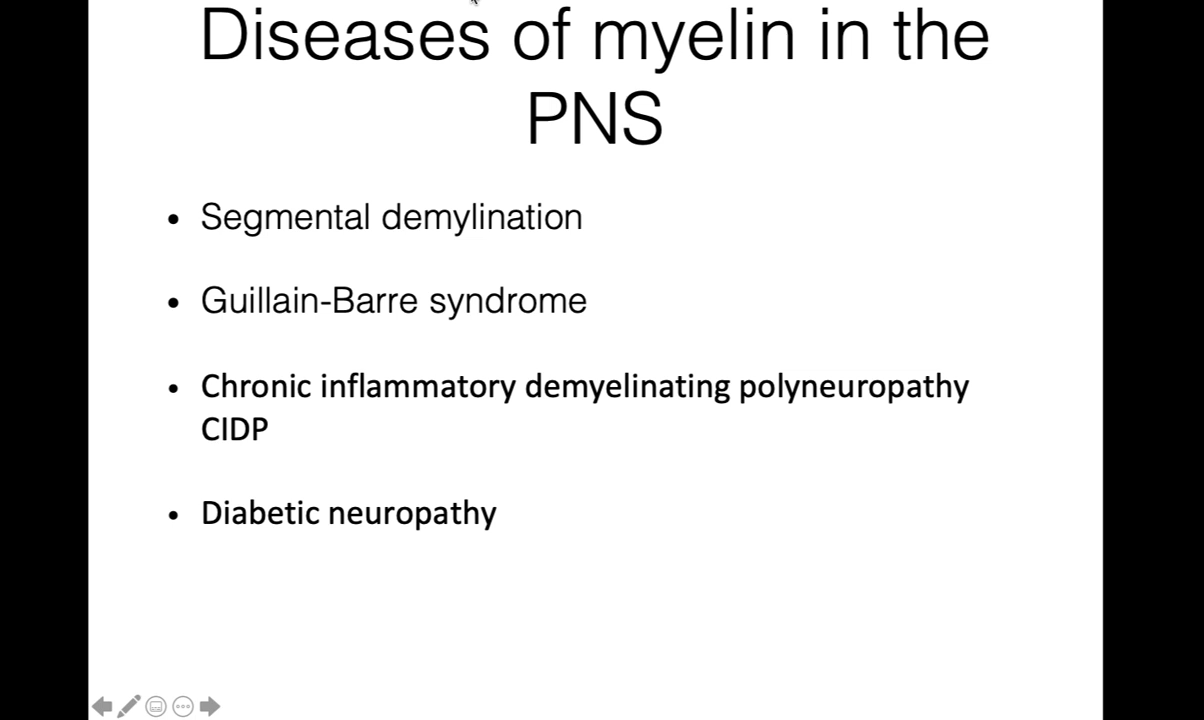 Diseases of myelin in the
PNS
• Segmental demylination
• Guillain-Barre syndrome
• Chronic inflammatory demyelinating polyneuropathy
CIDP
• Diabetic neuropathy